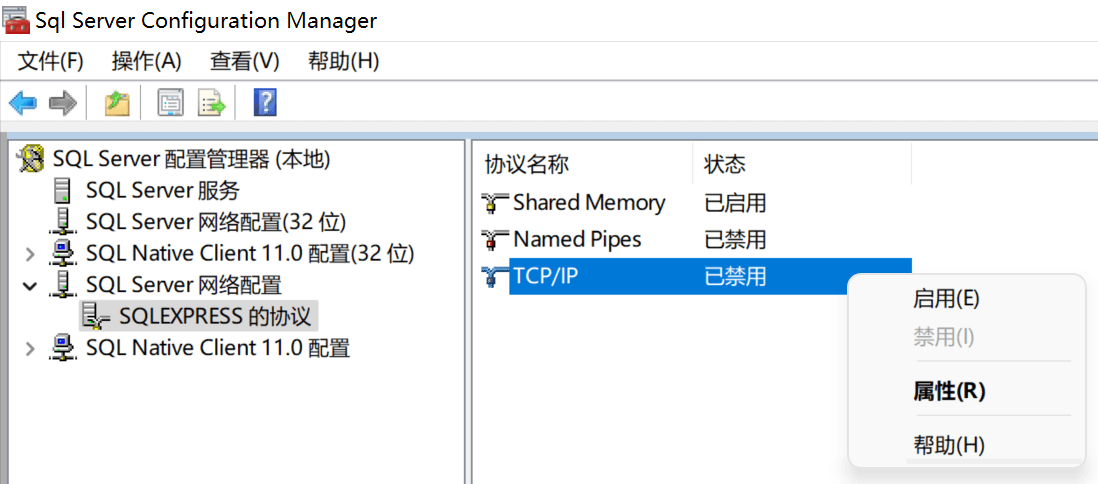 Sql Server Configuration Manager
文件(F) 操作(A) 查看(V) 帮助(H)
SQL Server 配置管理器 (本地)
SQL Server 服务
SQL Server 网络配置(32 位)
SQL Native Client 11.0 配置(32 位)
SQL Server 网络配置
SQLEXPRESS 的协议
SQL Native Client 11.0 配置
协议名称 状态
Shared Memory 已启用
Named Pipes 已禁用
TCP/IP 已禁用
启用(E)
禁用(I)
属性(R)
帮助(H)